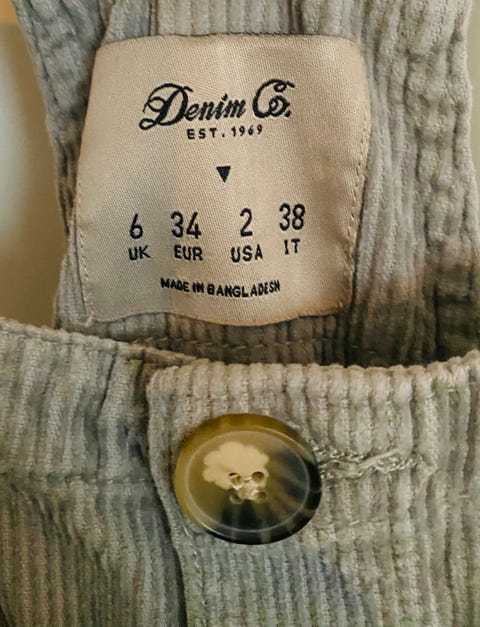 Denim Co.
EST. 1969
6 34 2 38
UK EUR USA IT
MADE IN BANGLADESH